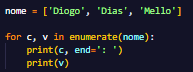 nome = ['Diogo', 'Dias', 'Mello']
for c, v in enumerate(nome):
    print(c, end=': ')
    print(v)